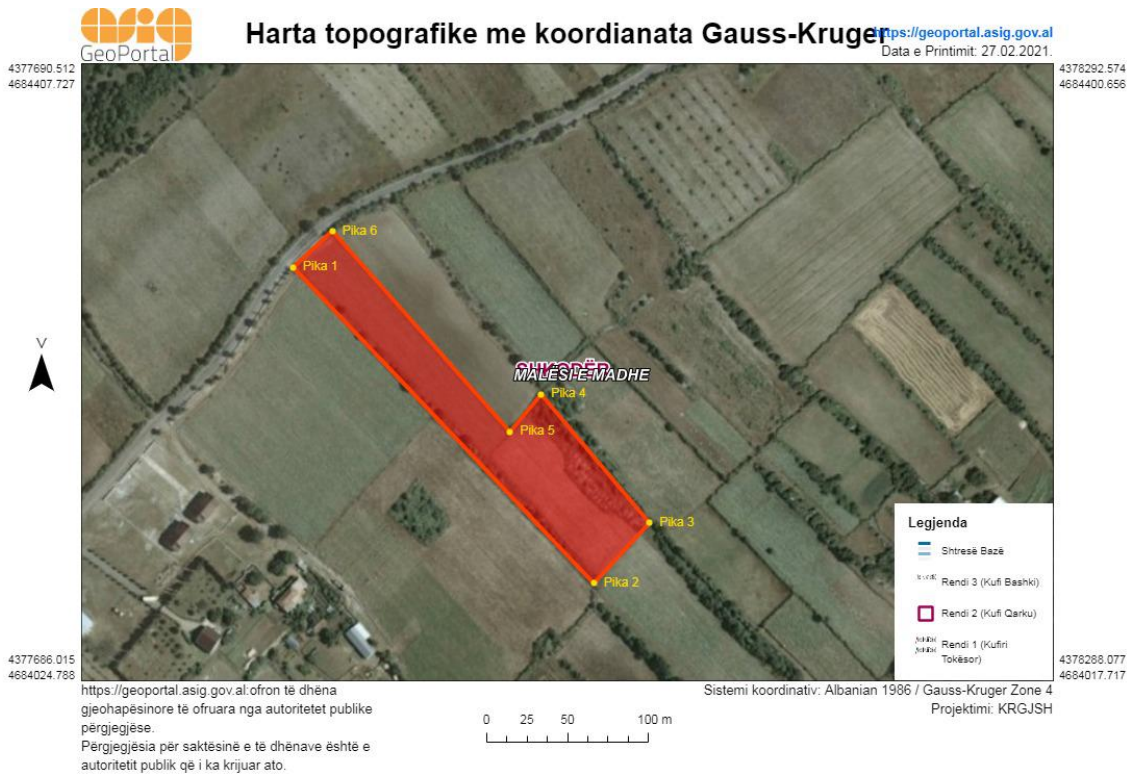 asig
GeoPortal
Harta topografike me koordianata Gauss-Kruger
https://geoportal.asig.gov.al
Data e Printimit: 27.02.2021.
4377690.512
4684407.727
4378292.574
4684400.656
Pika 6
Pika 1
SHKODËR
MALËSI E MADHE
Pika 4
Pika 5
Pika 3
Pika 2
V
Legjenda
Shtresë Bazë
Rendi 3 (Kufi Bashki)
Rendi 2 (Kufi Qarku)
Rendi 1 (Kufiri
Tokësor)
4377686.015
4684024.788
4378288.077
4684017.717
https://geoportal.asig.gov.al:ofron të dhëna
gjeohapësinore të ofruara nga autoritetet publike
përgjegjëse.
Përgjegjësia për saktësinë e të dhënave është e
autoritetit publik që i ka krijuar ato.
Sistemi koordinativ: Albanian 1986 / Gauss-Kruger Zone 4
Projektimi: KRGJSH
0 25 50 100 m